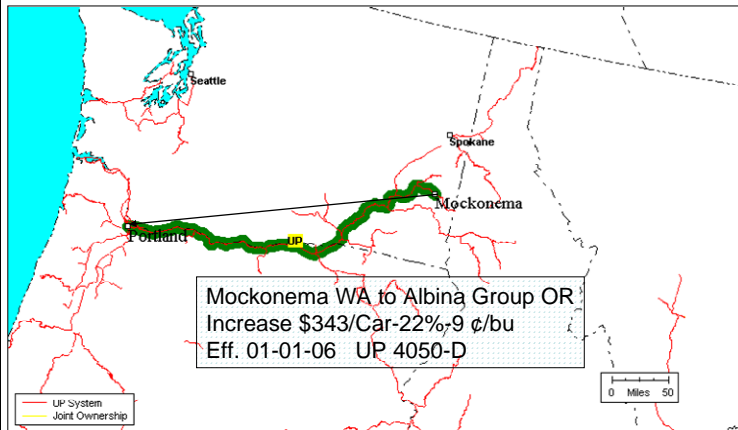 Seattle
Spokane
Mockonema
Portland
UP
Mockonema WA to Albina Group OR
Increase $343/Car-22%-9 ¢/bu
Eff. 01-01-06 UP 4050-D
0 Miles 50
UP System
Joint Ownership